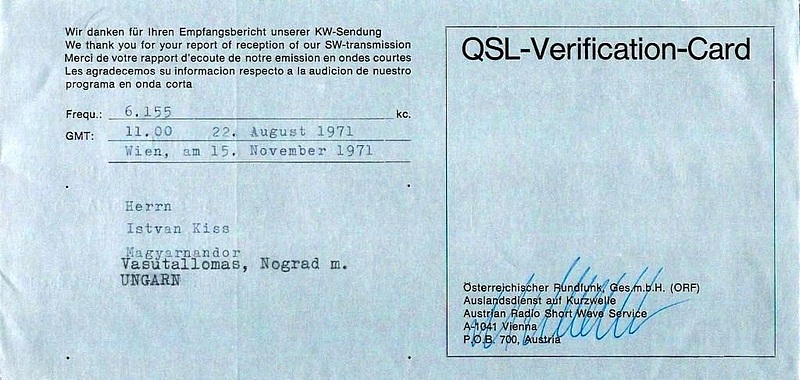 Wir danken für Ihren Empfangsbericht unserer KW-Sendung
We thank you for your report of reception of our SW-transmission
Merci de votre rapport d'ecoute de notre emission en ondes courtes
Les agradecemos su informacion respecto a la audicion de nuestro
programa en onda corta
Frequ.: 6.155 kc.
GMT: 11.00 22. August 1971
Wien, am 15. November 1971
Herrn
Istvan Kiss
Magyarnandor
Vasutallomas, Nograd m.
UNGARN
QSL-Verification-Card
Österreichischer Rundfunk, Ges.m.b.H. (ORF)
Auslandsdienst auf Kurzwelle
Austrian Radio Short Wave Service
A-1041 Vienna
P.O.B. 700, Austria